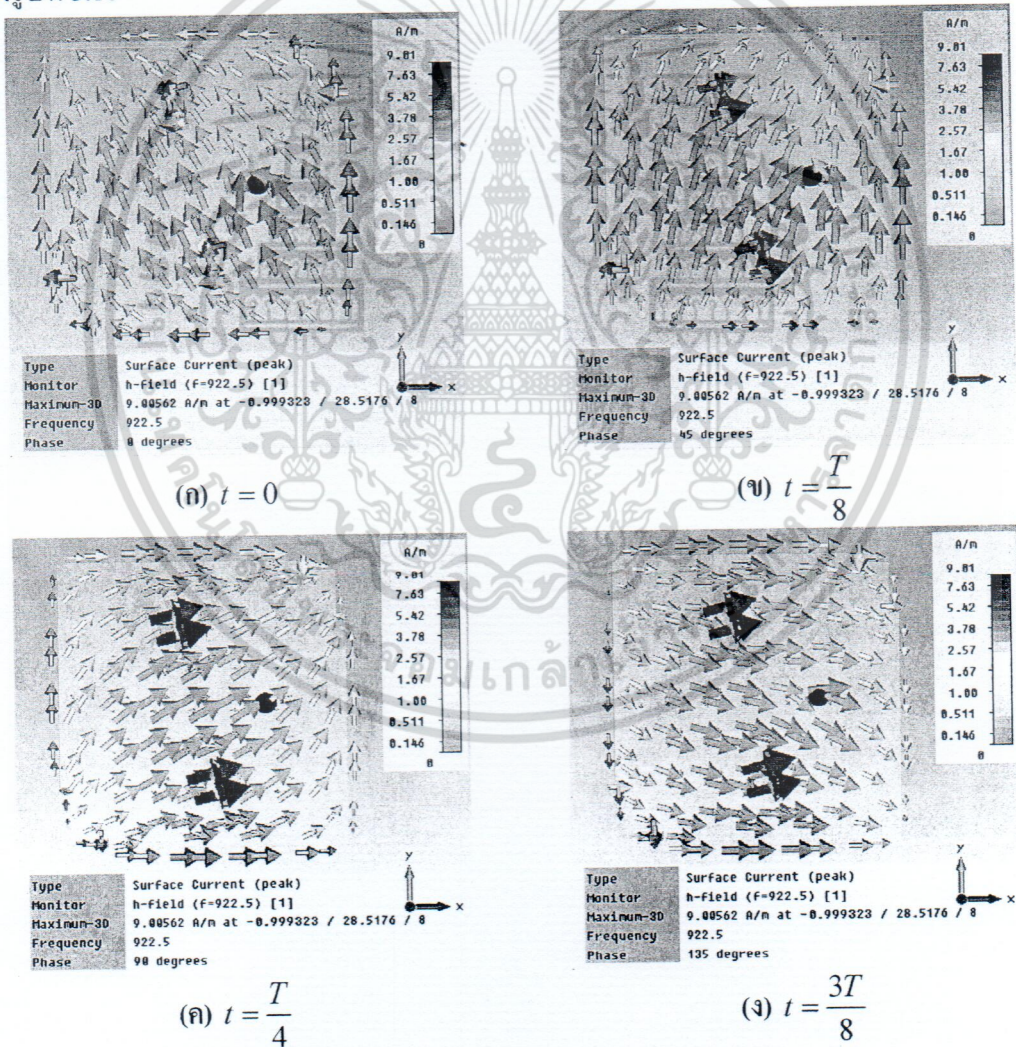 A/m
9.01
7.63
5.42
3.78
2.57
1.67
1.00
0.511
0.146
0
Type Surface Current (peak)
Monitor h-field (f=922.5) [1]
Maximum-3D 9.00562 A/m at -0.999323 / 28.5176 / 8
Frequency 922.5
Phase 0 degrees
y
x
(ก) t = 0
A/m
9.01
7.63
5.42
3.78
2.57
1.67
1.00
0.511
0.146
0
Type Surface Current (peak)
Monitor h-field (f=922.5) [1]
Maximum-3D 9.00562 A/m at -0.999323 / 28.5176 / 8
Frequency 922.5
Phase 45 degrees
y
x
(ข) t = T/8
A/m
9.01
7.63
5.42
3.78
2.57
1.67
1.00
0.511
0.146
0
Type Surface Current (peak)
Monitor h-field (f=922.5) [1]
Maximum-3D 9.00562 A/m at -0.999323 / 28.5176 / 8
Frequency 922.5
Phase 90 degrees
y
x
(ค) t = T/4
A/m
9.01
7.63
5.42
3.78
2.57
1.67
1.00
0.511
0.146
0
Type Surface Current (peak)
Monitor h-field (f=922.5) [1]
Maximum-3D 9.00562 A/m at -0.999323 / 28.5176 / 8
Frequency 922.5
Phase 135 degrees
y
x
(ง) t = 3T/8